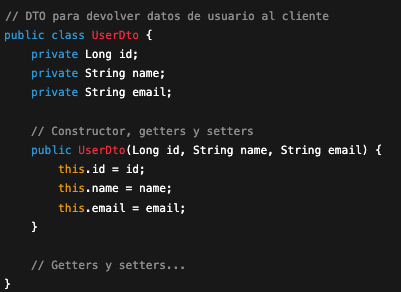 // DTO para devolver datos de usuario al cliente
public class UserDto {
    private Long id;
    private String name;
    private String email;

    // Constructor, getters y setters
    public UserDto(Long id, String name, String email) {
        this.id = id;
        this.name = name;
        this.email = email;
    }

    // Getters y setters...
}